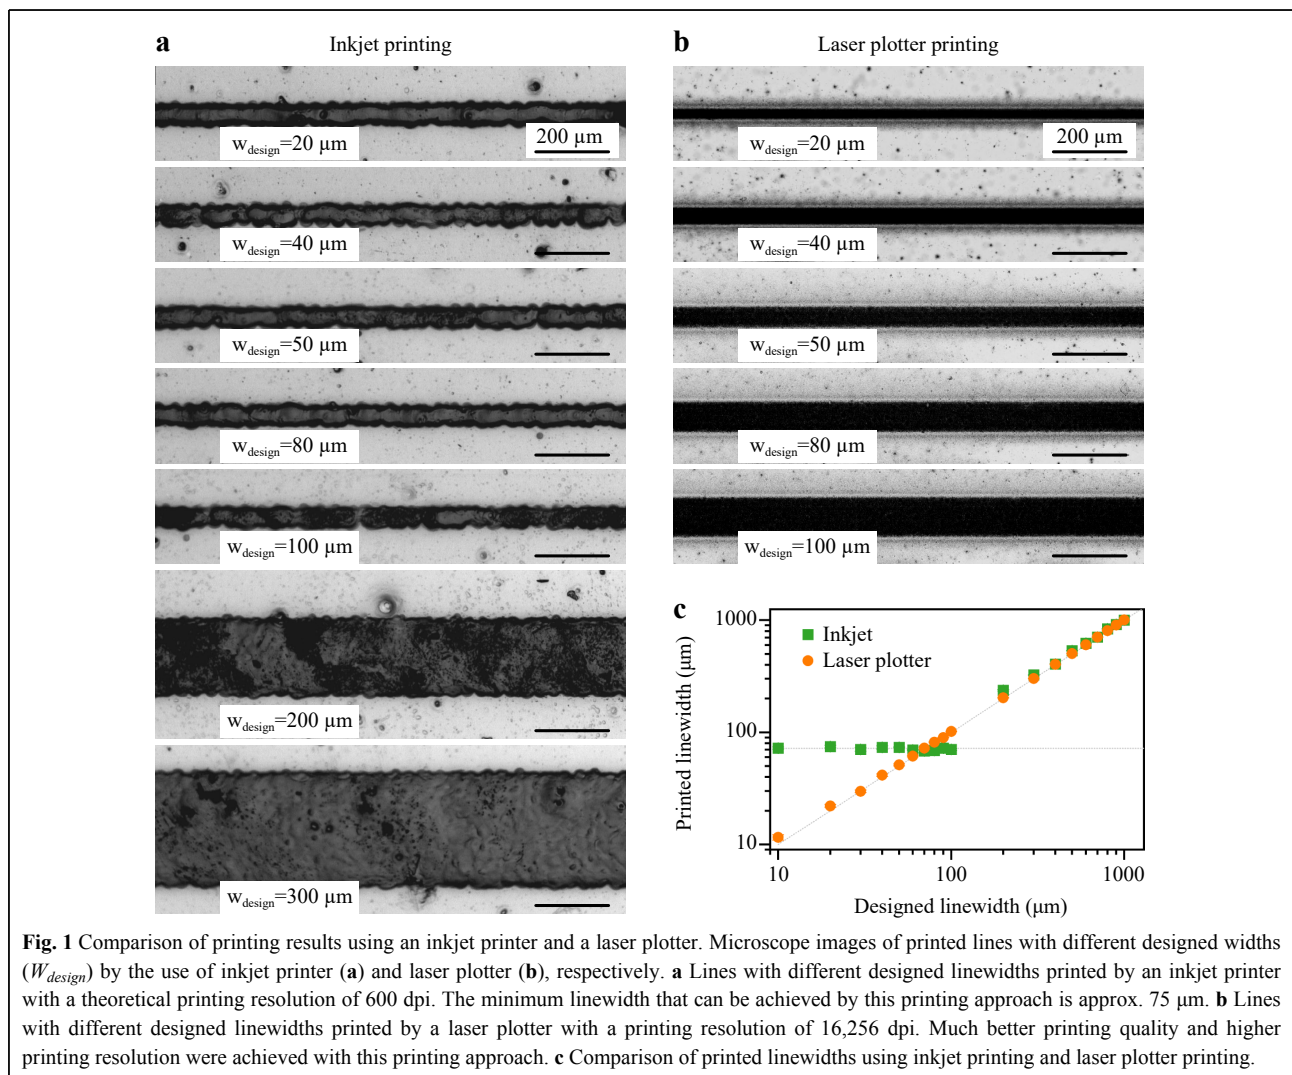 a Inkjet printing
200 µm
w_design=20 µm
w_design=40 µm
w_design=50 µm
w_design=80 µm
w_design=100 µm
w_design=200 µm
w_design=300 µm
b Laser plotter printing
200 µm
w_design=20 µm
w_design=40 µm
w_design=50 µm
w_design=80 µm
w_design=100 µm
c
1000
100
10
Printed linewidth (µm)
Inkjet
Laser plotter
10 100 1000
Designed linewidth (µm)
Fig. 1 Comparison of printing results using an inkjet printer and a laser plotter. Microscope images of printed lines with different designed widths
(W_design) by the use of inkjet printer (a) and laser plotter (b), respectively. a Lines with different designed linewidths printed by an inkjet printer
with a theoretical printing resolution of 600 dpi. The minimum linewidth that can be achieved by this printing approach is approx. 75 µm. b Lines
with different designed linewidths printed by a laser plotter with a printing resolution of 16,256 dpi. Much better printing quality and higher
printing resolution were achieved with this printing approach. c Comparison of printed linewidths using inkjet printing and laser plotter printing.